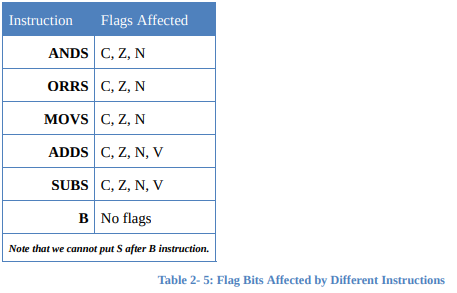 Instruction Flags Affected
ANDS C, Z, N
ORRS C, Z, N
MOVS C, Z, N
ADDS C, Z, N, V
SUBS C, Z, N, V
B No flags
Note that we cannot put S after B instruction.
Table 2- 5: Flag Bits Affected by Different Instructions